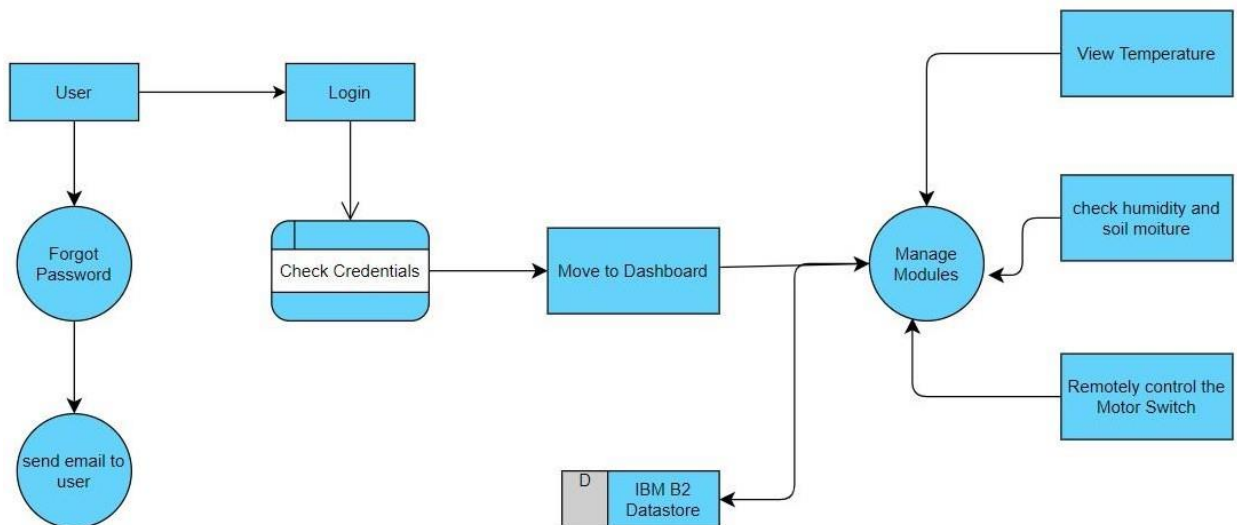 User
Login
View Temperature
Forgot
Password
Check Credentials
Move to Dashboard
Manage
Modules
check humidity and
soil moiture
Remotely control the
Motor Switch
send email to
user
D
IBM B2
Datastore